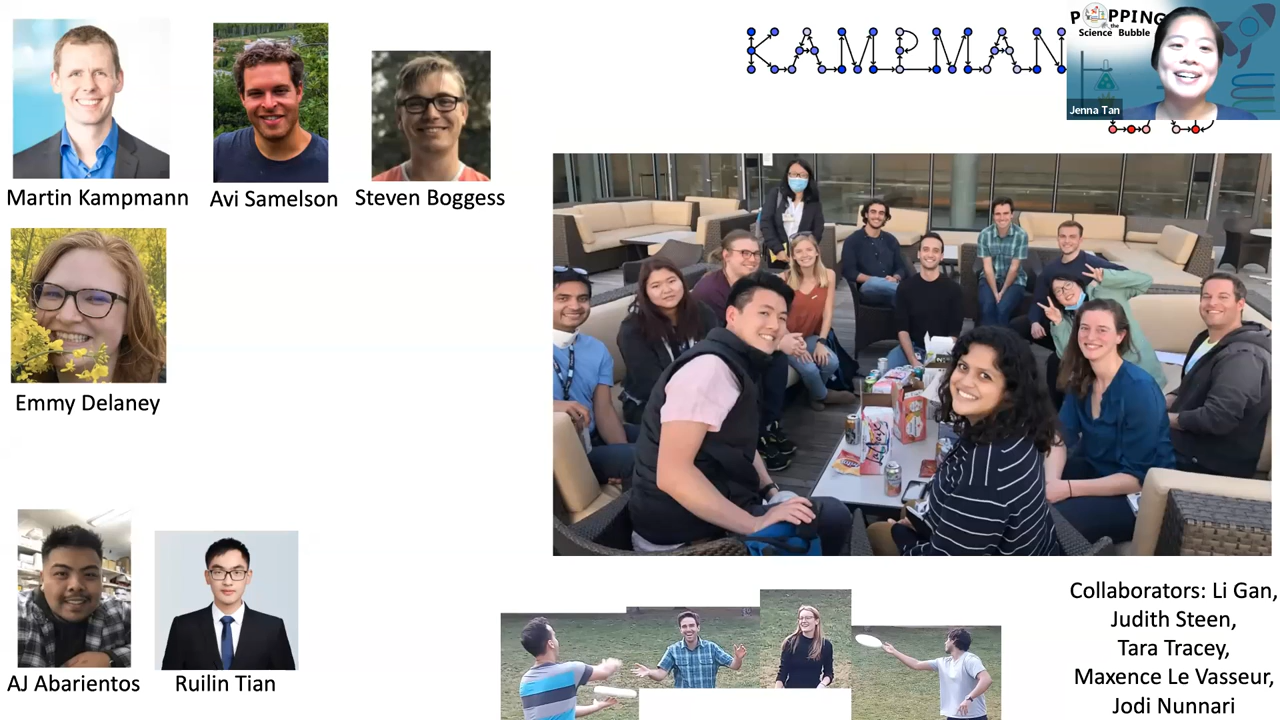 KAMPMAN
POPPING
the
Science Bubble
Jenna Tan
Martin Kampmann
Avi Samelson
Steven Boggess
Emmy Delaney
AJ Abarientos
Ruilin Tian
Collaborators: Li Gan,
Judith Steen,
Tara Tracey,
Maxence Le Vasseur,
Jodi Nunnari